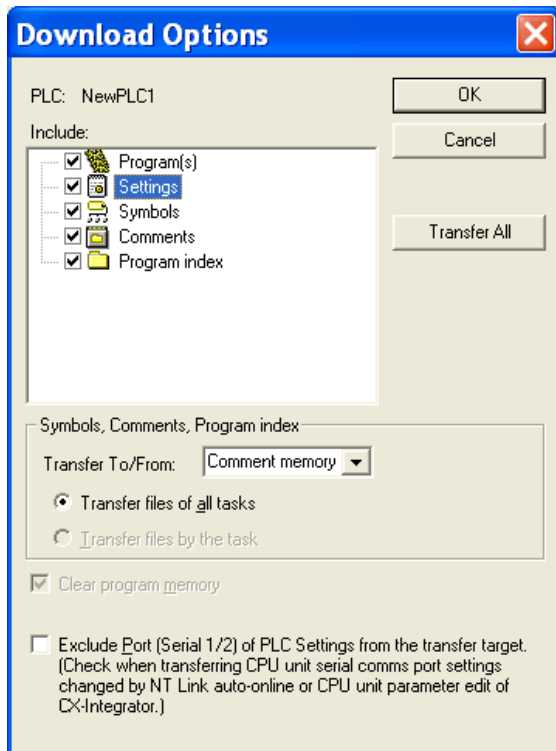 Download Options
PLC: NewPLC1
OK
Include:
Cancel
Program(s)
Settings
Symbols
Transfer All
Comments
Program index
Symbols, Comments, Program index
Transfer To/From: Comment memory
Transfer files of all tasks
Transfer files by the task
Clear program memory
Exclude Port (Serial 1/2) of PLC Settings from the transfer target.
(Check when transferring CPU unit serial comms port settings
changed by NT Link auto-online or CPU unit parameter edit of
CX-Integrator.)